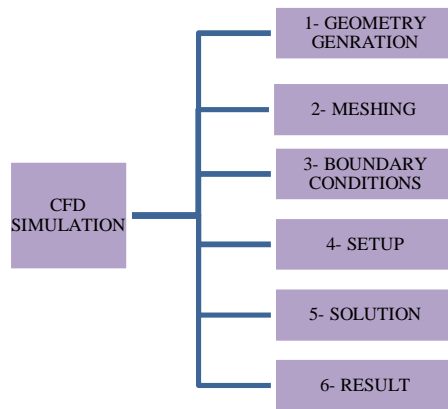 1- GEOMETRY
GENRATION
2- MESHING
3- BOUNDARY
CONDITIONS
CFD
SIMULATION
4- SETUP
5- SOLUTION
6- RESULT